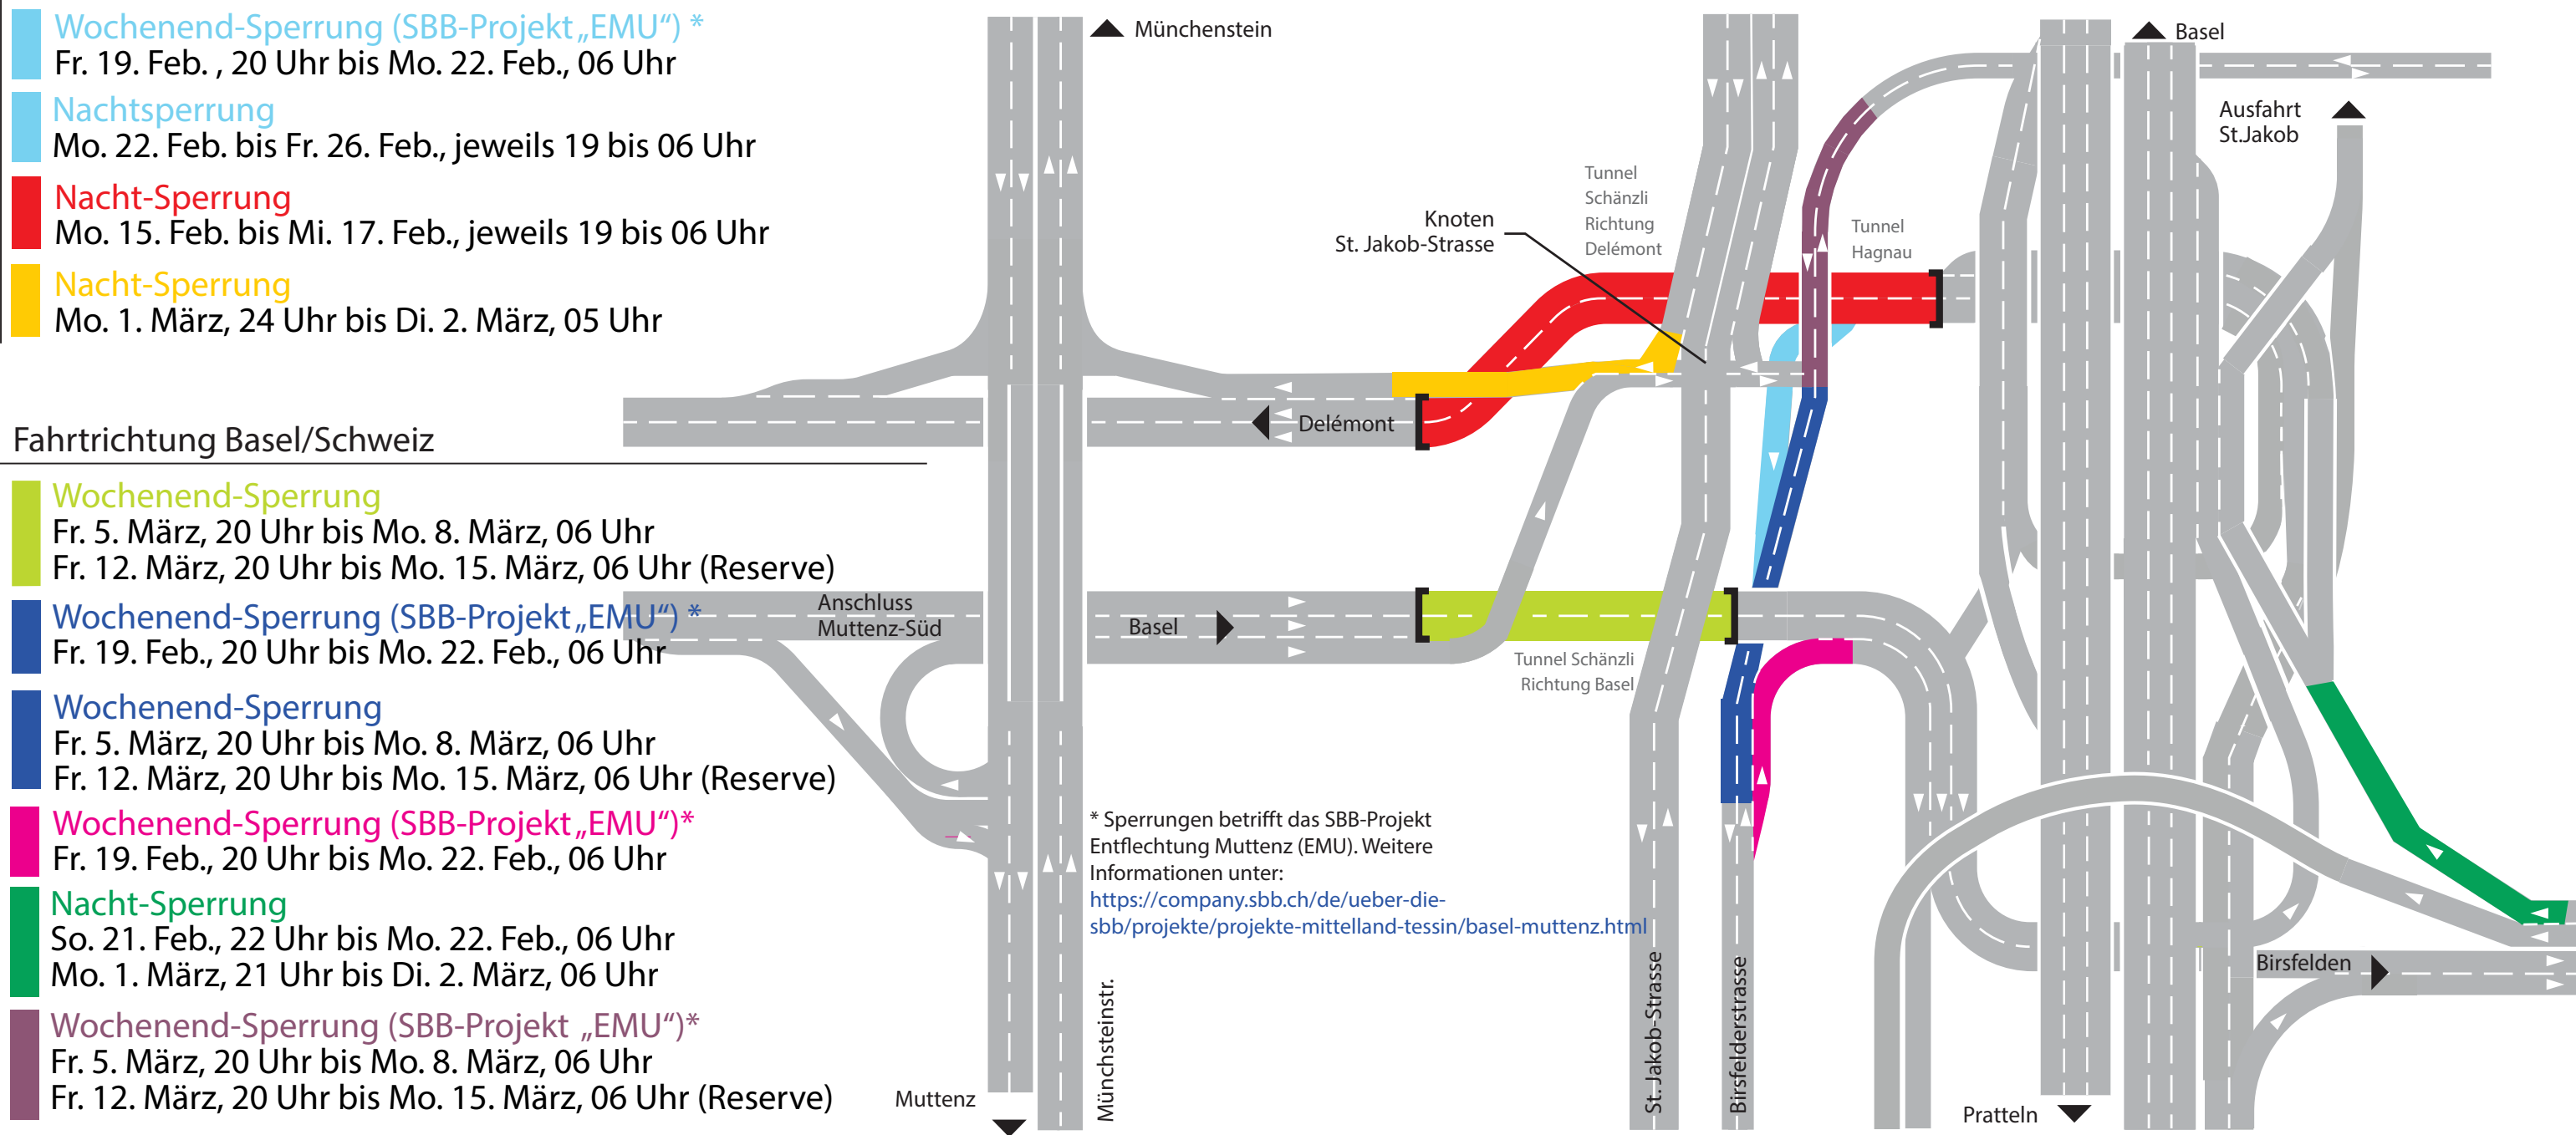 Wochenend-Sperrung (SBB-Projekt „EMU“) *
Fr. 19. Feb. , 20 Uhr bis Mo. 22. Feb., 06 Uhr
Nachtsperrung
Mo. 22. Feb. bis Fr. 26. Feb., jeweils 19 bis 06 Uhr
Nacht-Sperrung
Mo. 15. Feb. bis Mi. 17. Feb., jeweils 19 bis 06 Uhr
Nacht-Sperrung
Mo. 1. März, 24 Uhr bis Di. 2. März, 05 Uhr
Fahrtrichtung Basel/Schweiz
Wochenend-Sperrung
Fr. 5. März, 20 Uhr bis Mo. 8. März, 06 Uhr
Fr. 12. März, 20 Uhr bis Mo. 15. März, 06 Uhr (Reserve)
Wochenend-Sperrung (SBB-Projekt „EMU“) *
Fr. 19. Feb., 20 Uhr bis Mo. 22. Feb., 06 Uhr
Wochenend-Sperrung
Fr. 5. März, 20 Uhr bis Mo. 8. März, 06 Uhr
Fr. 12. März, 20 Uhr bis Mo. 15. März, 06 Uhr (Reserve)
Wochenend-Sperrung (SBB-Projekt „EMU“)*
Fr. 19. Feb., 20 Uhr bis Mo. 22. Feb., 06 Uhr
Nacht-Sperrung
So. 21. Feb., 22 Uhr bis Mo. 22. Feb., 06 Uhr
Mo. 1. März, 21 Uhr bis Di. 2. März, 06 Uhr
Wochenend-Sperrung (SBB-Projekt „EMU“)*
Fr. 5. März, 20 Uhr bis Mo. 8. März, 06 Uhr
Fr. 12. März, 20 Uhr bis Mo. 15. März, 06 Uhr (Reserve)
Münchenstein
Basel
Ausfahrt
St.Jakob
Tunnel
Schänzli
Richtung
Delémont
Knoten
St. Jakob-Strasse
Tunnel
Hagnau
Delémont
Anschluss
Muttenz-Süd
Basel
Tunnel Schänzli
Richtung Basel
* Sperrungen betrifft das SBB-Projekt
Entflechtung Muttenz (EMU). Weitere
Informationen unter:
https://company.sbb.ch/de/ueber-die-
sbb/projekte/projekte-mittelland-tessin/basel-muttenz.html
Muttenz
Münchsteinstr.
St. Jakob-Strasse
Birsfelderstrasse
Birsfelden
Pratteln